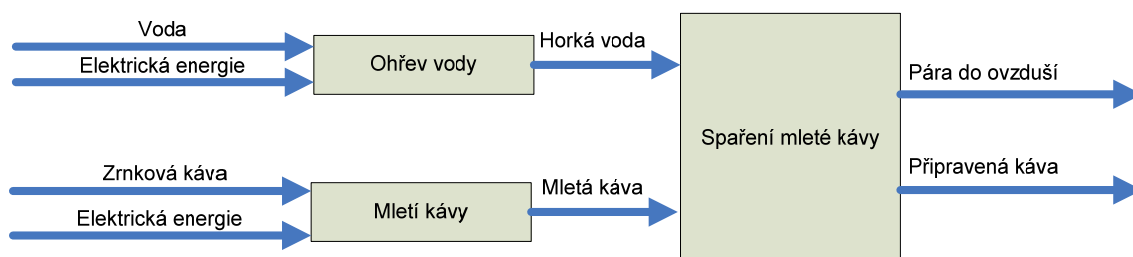 Voda
Elektrická energie
Ohřev vody
Horká voda
Zrnková káva
Elektrická energie
Mletí kávy
Mletá káva
Spaření mleté kávy
Pára do ovzduší
Připravená káva